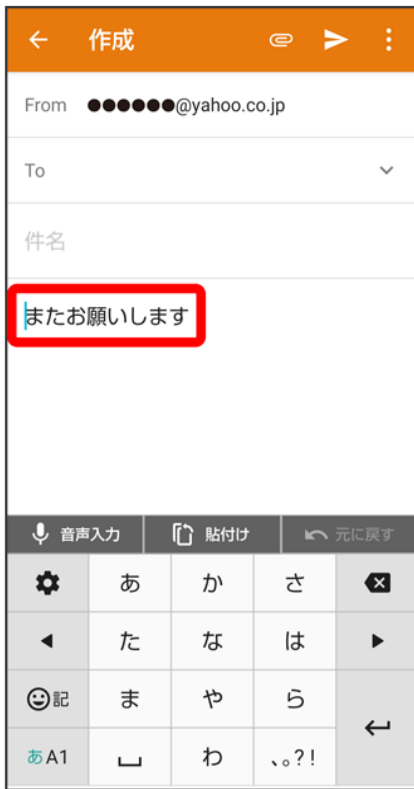 作成
From ●●●●●●@yahoo.co.jp
To
件名
またお願いします
音声入力 貼付け 元に戻す
あ か さ
た な は
記 ま や ら
あA1 わ 、。?!